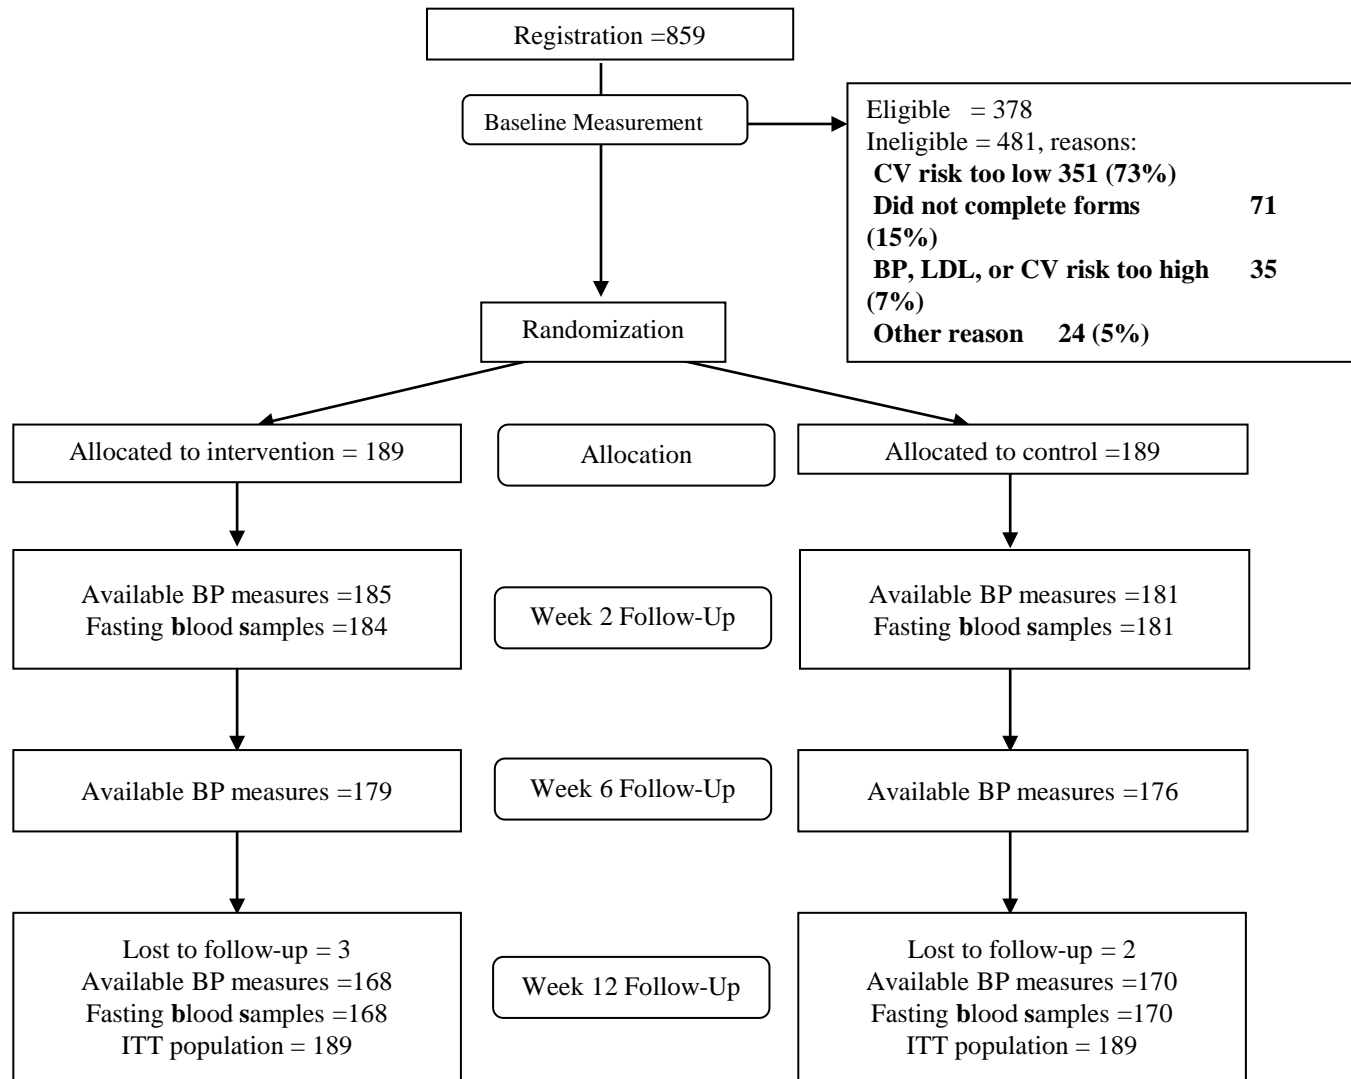 Registration =859
Baseline Measurement
Eligible = 378
Ineligible = 481, reasons:
CV risk too low 351 (73%)
Did not complete forms 71
(15%)
BP, LDL, or CV risk too high 35
(7%)
Other reason 24 (5%)
Randomization
Allocated to intervention = 189
Allocation
Allocated to control =189
Available BP measures =185
Fasting blood samples =184
Week 2 Follow-Up
Available BP measures =181
Fasting blood samples =181
Available BP measures =179
Week 6 Follow-Up
Available BP measures =176
Lost to follow-up = 3
Available BP measures =168
Fasting blood samples =168
ITT population = 189
Week 12 Follow-Up
Lost to follow-up = 2
Available BP measures =170
Fasting blood samples =170
ITT population = 189